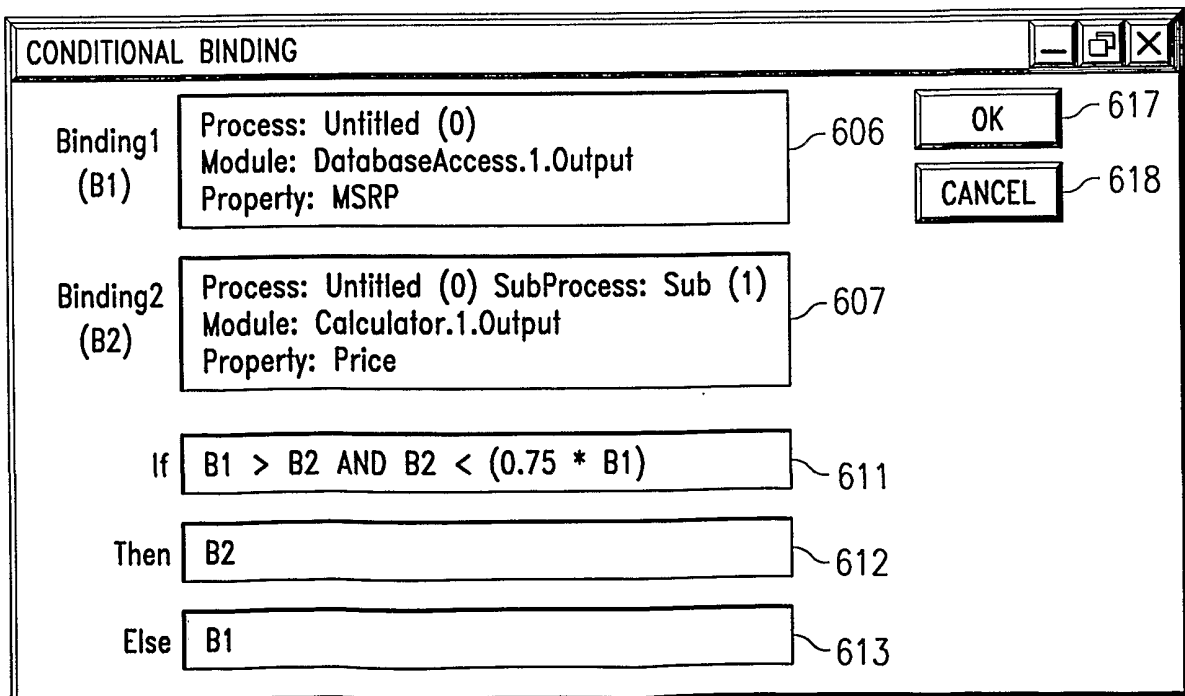 CONDITIONAL BINDING
Binding1
(B1)
Process: Untitled (0)
Module: DatabaseAccess.1.Output
Property: MSRP
606
OK
617
CANCEL
618
Binding2
(B2)
Process: Untitled (0) SubProcess: Sub (1)
Module: Calculator.1.Output
Property: Price
607
If
B1 > B2 AND B2 < (0.75 * B1)
611
Then
B2
612
Else
B1
613